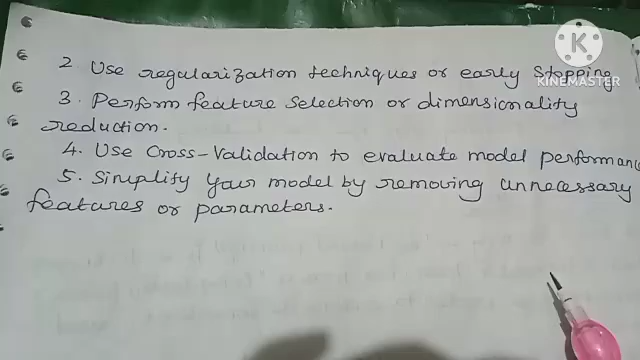 KINEMASTER
2. Use regularization techniques or early stopping
3. Perform feature selection or dimensionality
reduction.
4. Use Cross-Validation to evaluate model performanc
5. Simplify your model by removing unnecessary
features or parameters.